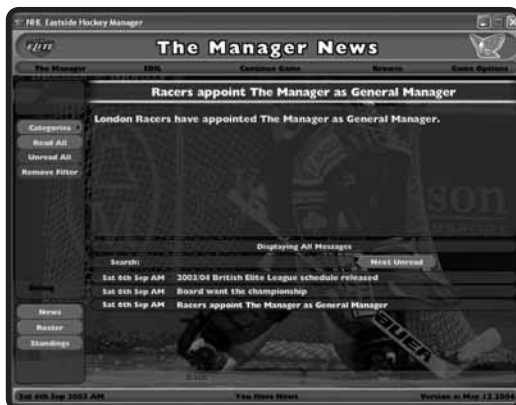 NHL Eastside Hockey Manager
elite
The Manager News
The Manager EIHL Continue Game Browse Game Options
Racers appoint The Manager as General Manager
London Racers have appointed The Manager as General Manager.
Categories
Read All
Unread All
Remove Filter
Displaying All Messages
Search: Next Unread
Sat 6th Sep AM 2003/04 British Elite League schedule released
Sat 6th Sep AM Board want the championship
Sat 6th Sep AM Racers appoint The Manager as General Manager
News
Roster
Standings
Sat 6th Sep 2003 AM You Have News Version 2: May 12 2004